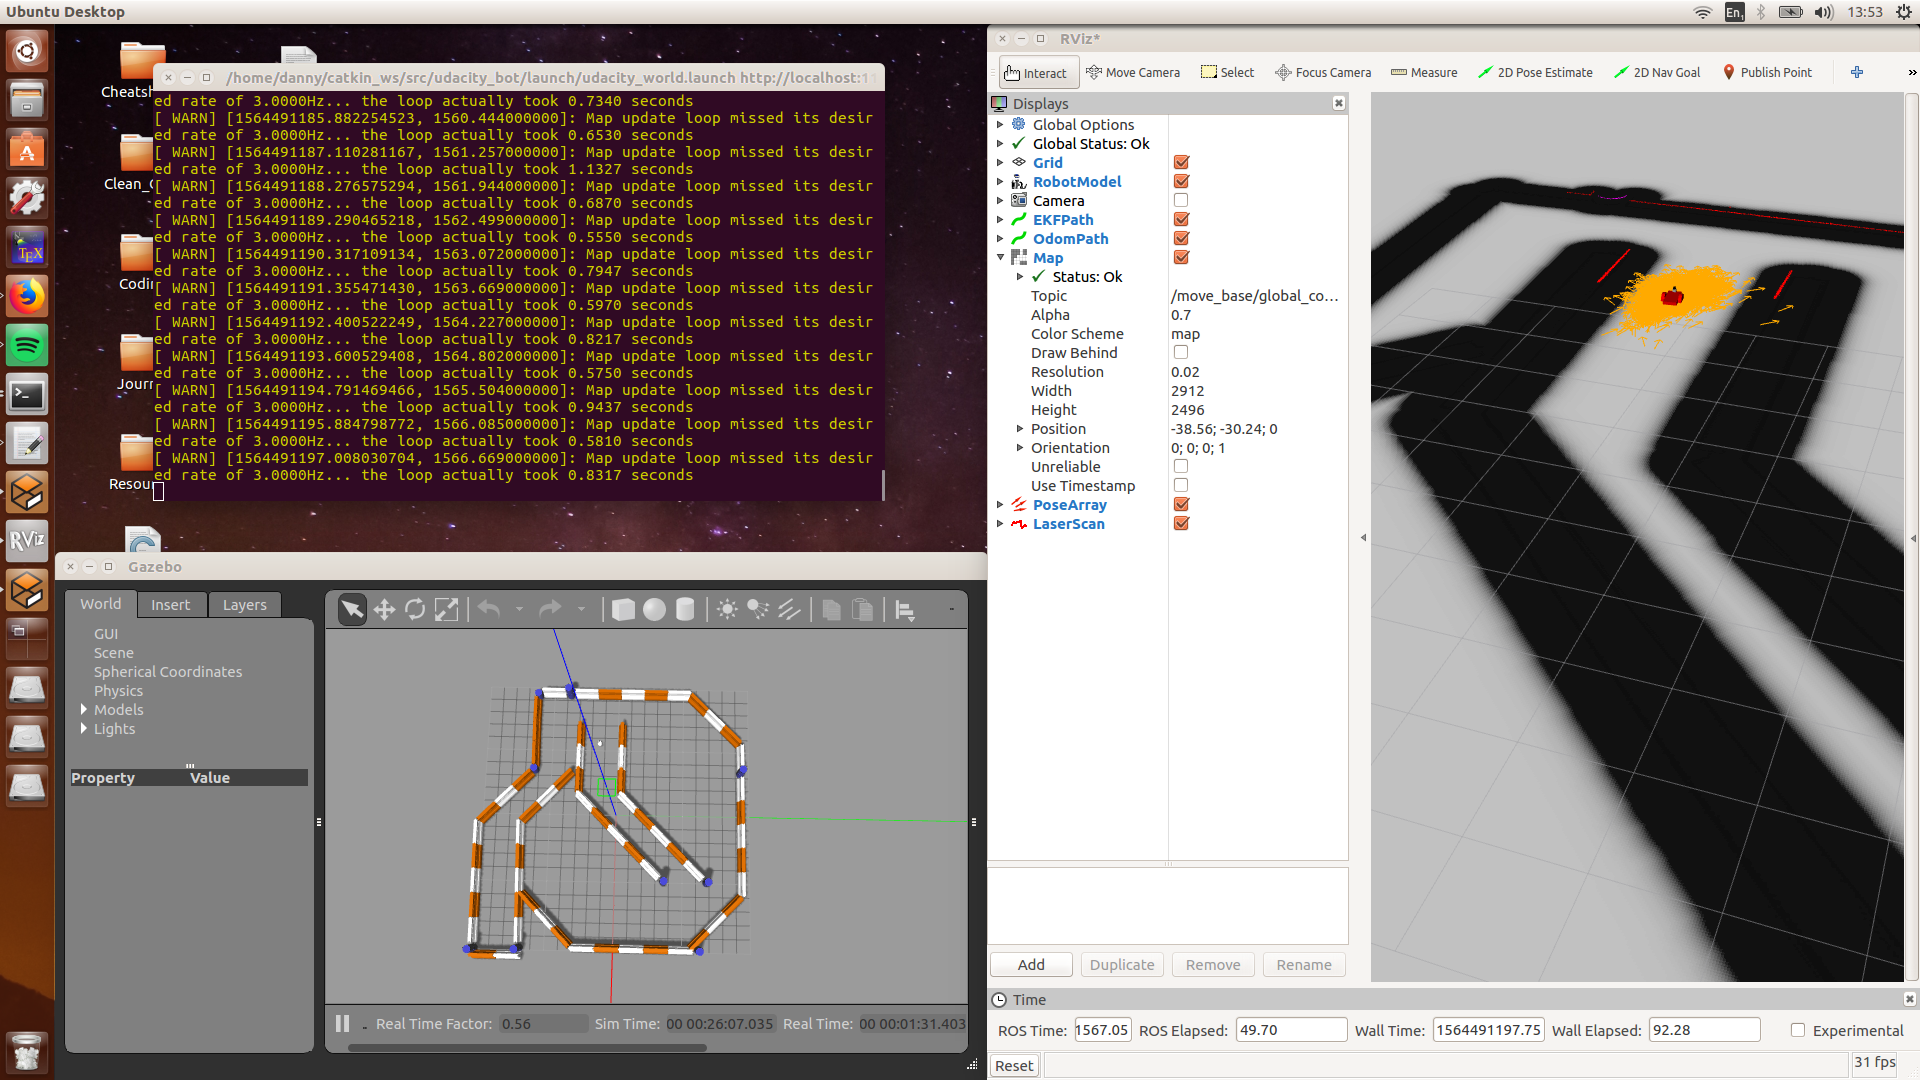 Ubuntu Desktop
En
13:53
Cheatsh
Clean_C
Codin
Journ
Resou
/home/danny/catkin_ws/src/udacity_bot/launch/udacity_world.launch http://localhost:11
ed rate of 3.0000Hz... the loop actually took 0.7340 seconds
[ WARN] [1564491185.882254523, 1560.444000000]: Map update loop missed its desir
ed rate of 3.0000Hz... the loop actually took 0.6530 seconds
[ WARN] [1564491187.110281167, 1561.257000000]: Map update loop missed its desir
ed rate of 3.0000Hz... the loop actually took 1.1327 seconds
[ WARN] [1564491188.276575294, 1561.944000000]: Map update loop missed its desir
ed rate of 3.0000Hz... the loop actually took 0.6870 seconds
[ WARN] [1564491189.290465218, 1562.499000000]: Map update loop missed its desir
ed rate of 3.0000Hz... the loop actually took 0.5550 seconds
[ WARN] [1564491190.317109134, 1563.072000000]: Map update loop missed its desir
ed rate of 3.0000Hz... the loop actually took 0.7947 seconds
[ WARN] [1564491191.355471430, 1563.669000000]: Map update loop missed its desir
ed rate of 3.0000Hz... the loop actually took 0.5970 seconds
[ WARN] [1564491192.400522249, 1564.227000000]: Map update loop missed its desir
ed rate of 3.0000Hz... the loop actually took 0.8217 seconds
[ WARN] [1564491193.600529408, 1564.802000000]: Map update loop missed its desir
ed rate of 3.0000Hz... the loop actually took 0.5750 seconds
[ WARN] [1564491194.791469466, 1565.504000000]: Map update loop missed its desir
ed rate of 3.0000Hz... the loop actually took 0.9437 seconds
[ WARN] [1564491195.884798772, 1566.085000000]: Map update loop missed its desir
ed rate of 3.0000Hz... the loop actually took 0.5810 seconds
[ WARN] [1564491197.008030704, 1566.669000000]: Map update loop missed its desir
ed rate of 3.0000Hz... the loop actually took 0.8317 seconds
TEX
RViz
Gazebo
World Insert Layers
GUI
Scene
Spherical Coordinates
Physics
Models
Lights
Property Value
Real Time Factor: 0.56 Sim Time: 00 00:26:07.035 Real Time: 00 00:01:31.403
RViz*
Interact Move Camera Select Focus Camera Measure 2D Pose Estimate 2D Nav Goal Publish Point
Displays
Global Options
Global Status: Ok
Grid
RobotModel
Camera
EKFPath
OdomPath
Map
Status: Ok
Topic /move_base/global_co...
Alpha 0.7
Color Scheme map
Draw Behind
Resolution 0.02
Width 2912
Height 2496
Position -38.56; -30.24; 0
Orientation 0; 0; 0; 1
Unreliable
Use Timestamp
PoseArray
LaserScan
Add Duplicate Remove Rename
Time
ROS Time: 1567.05 ROS Elapsed: 49.70 Wall Time: 1564491197.75 Wall Elapsed: 92.28 Experimental
Reset 31 fps